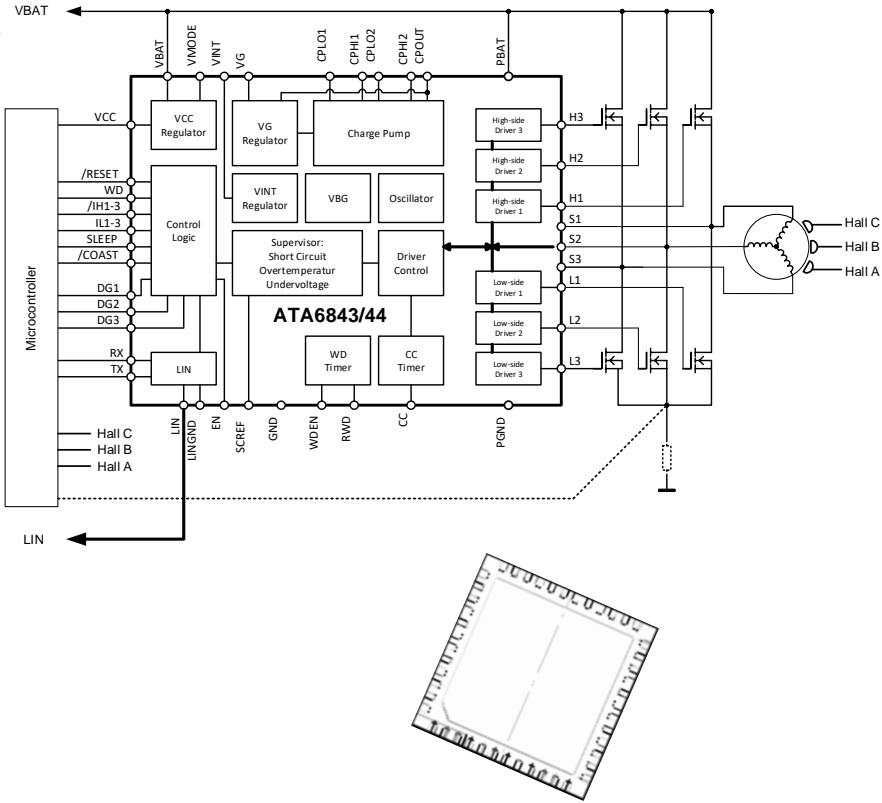 VBAT
VBAT
VMODE
VINT
VG
CPLO1
CPHI1
CPLO2
CPHI2
CPOUT
PBAT
VCC
VCC
Regulator
VG
Regulator
Charge Pump
High-side
Driver 3
H3
High-side
Driver 2
H2
High-side
Driver 1
H1
/RESET
WD
/IH1-3
IL1-3
SLEEP
/COAST
Control
Logic
VINT
Regulator
VBG
Oscillator
Supervisor:
Short Circuit
Overtemperatur
Undervoltage
Driver
Control
S1
S2
S3
Hall C
Hall B
Hall A
Microcontroller
DG1
DG2
DG3
ATA6843/44
Low-side
Driver 1
L1
Low-side
Driver 2
L2
Low-side
Driver 3
L3
RX
TX
LIN
WD
Timer
CC
Timer
LIN
LINGND
EN
SCREF
GND
WDEN
RWD
CC
PGND
Hall C
Hall B
Hall A
LIN